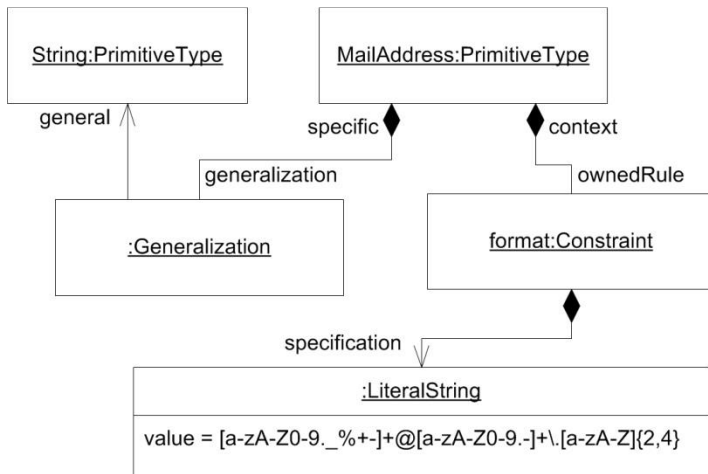 String:PrimitiveType
MailAddress:PrimitiveType
general
specific
context
generalization
ownedRule
:Generalization
format:Constraint
specification
:LiteralString
value = [a-zA-Z0-9._%+-]+@[a-zA-Z0-9.-]+\.[a-zA-Z]{2,4}